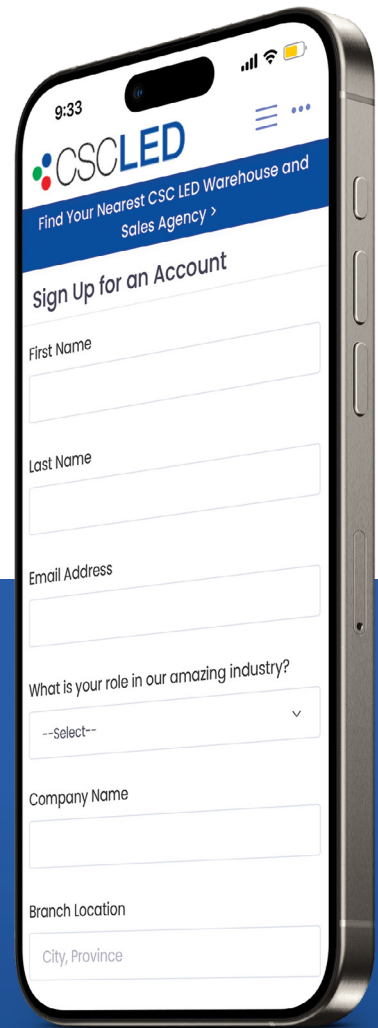 9:33
CSCLED
Find Your Nearest CSC LED Warehouse and
Sales Agency >
Sign Up for an Account
First Name
Last Name
Email Address
What is your role in our amazing industry?
--Select--
Company Name
Branch Location
City, Province